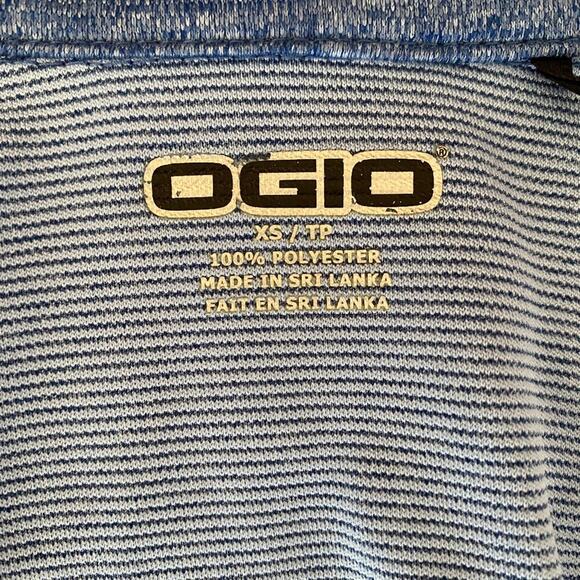 OGIO®
XS / TP
100% POLYESTER
MADE IN SRI LANKA
FAIT EN SRI LANKA